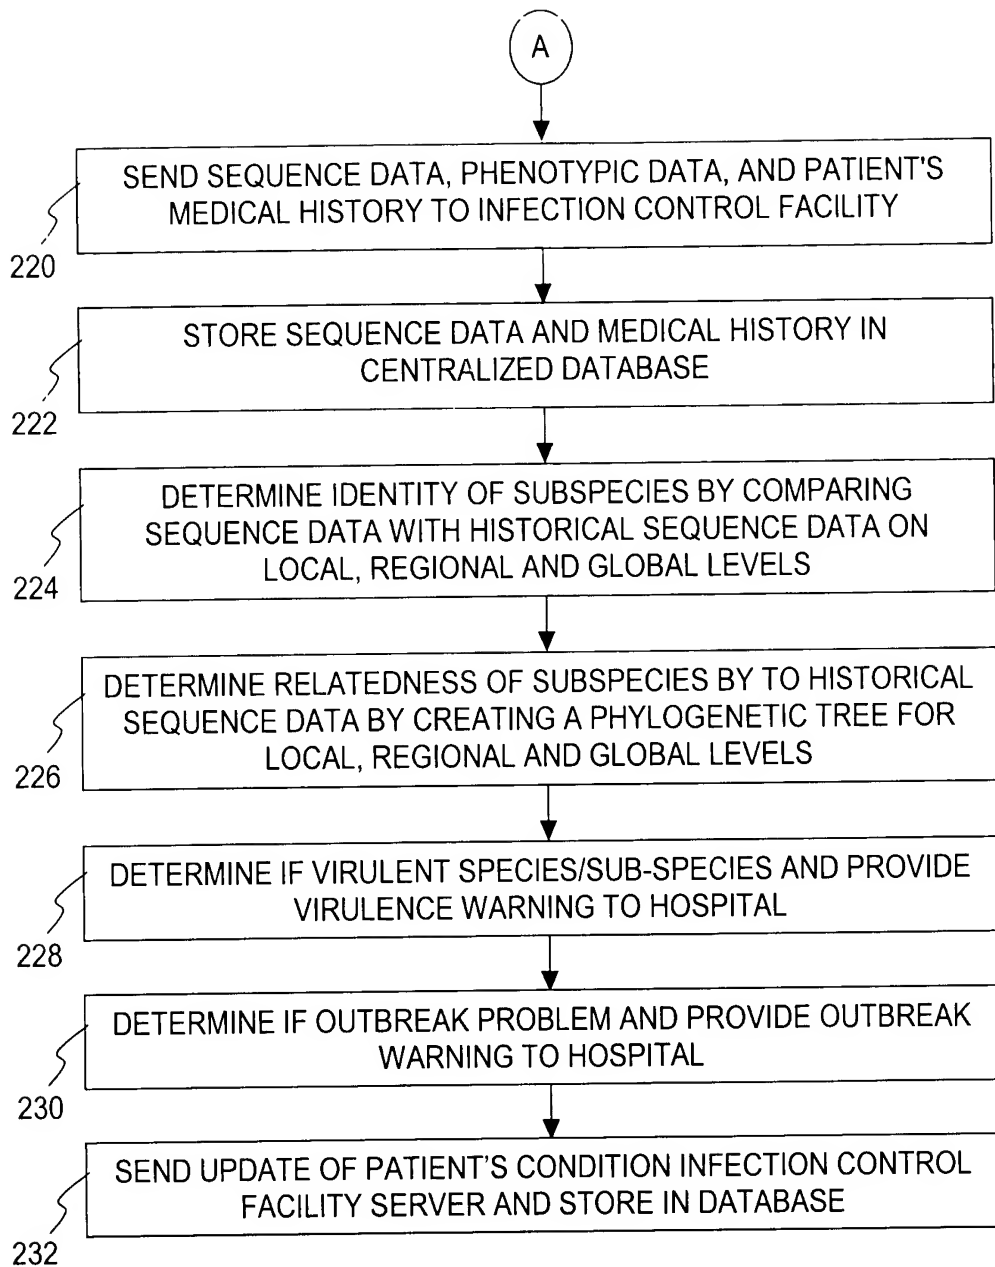 A
SEND SEQUENCE DATA, PHENOTYPIC DATA, AND PATIENT'S
MEDICAL HISTORY TO INFECTION CONTROL FACILITY
220
STORE SEQUENCE DATA AND MEDICAL HISTORY IN
CENTRALIZED DATABASE
222
DETERMINE IDENTITY OF SUBSPECIES BY COMPARING
SEQUENCE DATA WITH HISTORICAL SEQUENCE DATA ON
LOCAL, REGIONAL AND GLOBAL LEVELS
224
DETERMINE RELATEDNESS OF SUBSPECIES BY TO HISTORICAL
SEQUENCE DATA BY CREATING A PHYLOGENETIC TREE FOR
LOCAL, REGIONAL AND GLOBAL LEVELS
226
DETERMINE IF VIRULENT SPECIES/SUB-SPECIES AND PROVIDE
VIRULENCE WARNING TO HOSPITAL
228
DETERMINE IF OUTBREAK PROBLEM AND PROVIDE OUTBREAK
WARNING TO HOSPITAL
230
SEND UPDATE OF PATIENT'S CONDITION INFECTION CONTROL
FACILITY SERVER AND STORE IN DATABASE
232